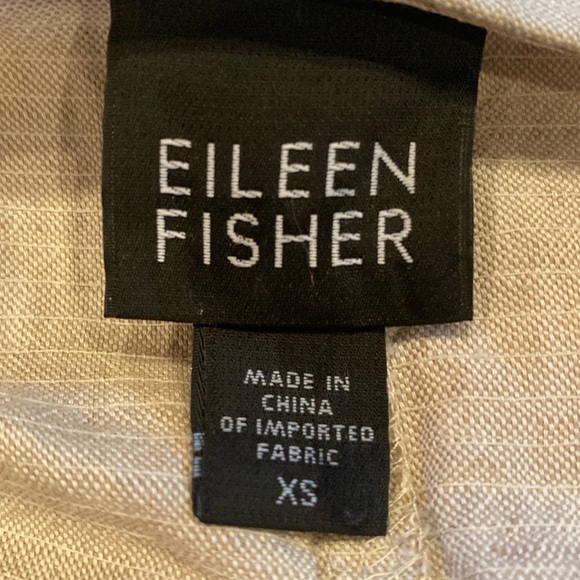 EILEEN
FISHER
MADE IN
CHINA
OF IMPORTED
FABRIC
XS